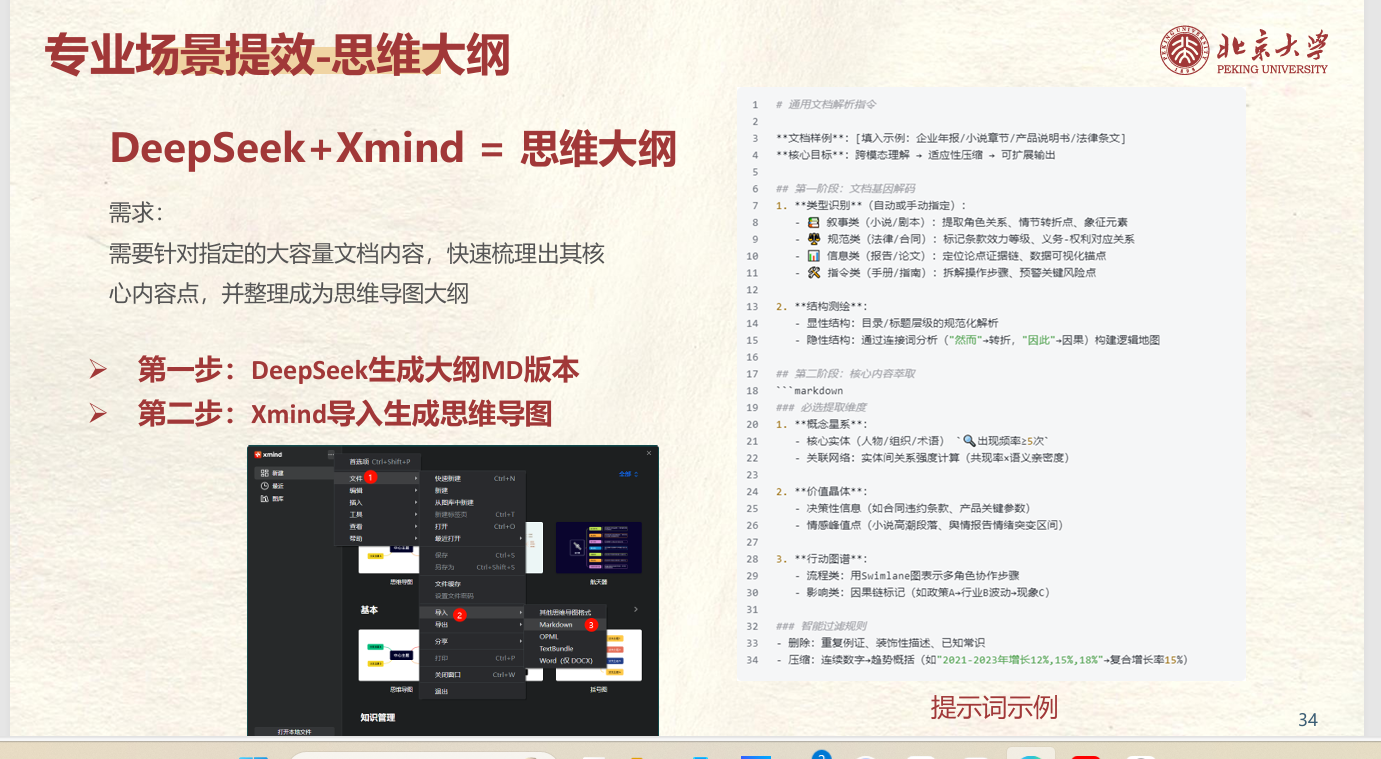 专业场景提效-思维大纲
北京大学
PEKING UNIVERSITY
DeepSeek+Xmind = 思维大纲
需求：
需要针对指定的大容量文档内容，快速梳理出其核
心内容点，并整理成为思维导图大纲
第一步：DeepSeek生成大纲MD版本
第二步：Xmind导入生成思维导图
xmind
新建
最近
图库
打开本地文件
首选项 Ctrl+Shift+P
文件 1
编辑
插入
工具
查看
帮助
快速新建 Ctrl+N
新建
从图库中新建
新建标签页 Ctrl+T
打开 Ctrl+O
最近打开
保存 Ctrl+S
另存为 Ctrl+Shift+S
文件缓存
设置文件密码
导入 2
导出
分享
打印 Ctrl+P
关闭窗口 Ctrl+W
退出
其他思维导图格式
Markdown 3
OPML
TextBundle
Word（仅 DOCX）
全部
中心主题
思维导图
航天器
基本
中心主题
思维导图
括号图
知识管理
1 # 通用文档解析指令
2
3 **文档样例**：[填入示例：企业年报/小说章节/产品说明书/法律条文]
4 **核心目标**：跨模态理解 → 适应性压缩 → 可扩展输出
5
6 ## 第一阶段：文档基因解码
7 1. **类型识别**（自动或手动指定）：
8 - 📚 叙事类（小说/剧本）：提取角色关系、情节转折点、象征元素
9 - 规范类（法律/合同）：标记条款效力等级、义务-权利对应关系
10 - 📊 信息类（报告/论文）：定位论点证据链、数据可视化锚点
11 - 🛠 指令类（手册/指南）：拆解操作步骤、预警关键风险点
12
13 2. **结构测绘**：
14 - 显性结构：目录/标题层级的规范化解析
15 - 隐性结构：通过连接词分析（"然而"→转折，"因此"→因果）构建逻辑地图
16
17 ## 第二阶段：核心内容萃取
18 ```markdown
19 ### 必选提取维度
20 1. **概念星系**：
21 - 核心实体（人物/组织/术语） `🔍出现频率≥5次`
22 - 关联网络：实体间关系强度计算（共现率×语义亲密度）
23
24 2. **价值晶体**：
25 - 决策性信息（如合同违约条款、产品关键参数）
26 - 情感峰值点（小说高潮段落、舆情报告情绪突变区间）
27
28 3. **行动图谱**：
29 - 流程类：用Swimlane图表示多角色协作步骤
30 - 影响类：因果链标记（如政策A→行业B波动→现象C）
31
32 ### 智能过滤规则
33 - 删除：重复例证、装饰性描述、已知常识
34 - 压缩：连续数字→趋势概括（如"2021-2023年增长12%,15%,18%"→复合增长率15%）
提示词示例
34